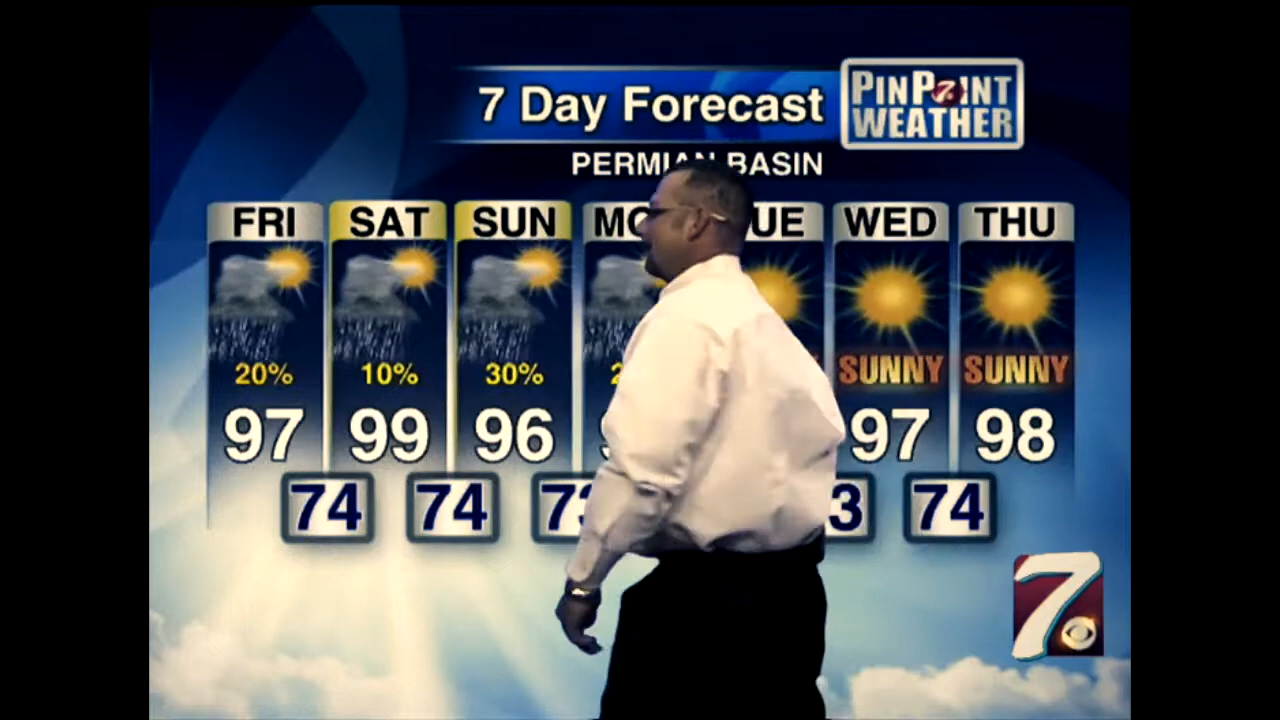 7 Day Forecast
PINPOINT
WEATHER
PERMIAN BASIN
FRI SAT SUN WED THU
20% 10% 30% SUNNY SUNNY
97 99 96 97 98
74 74 74
7